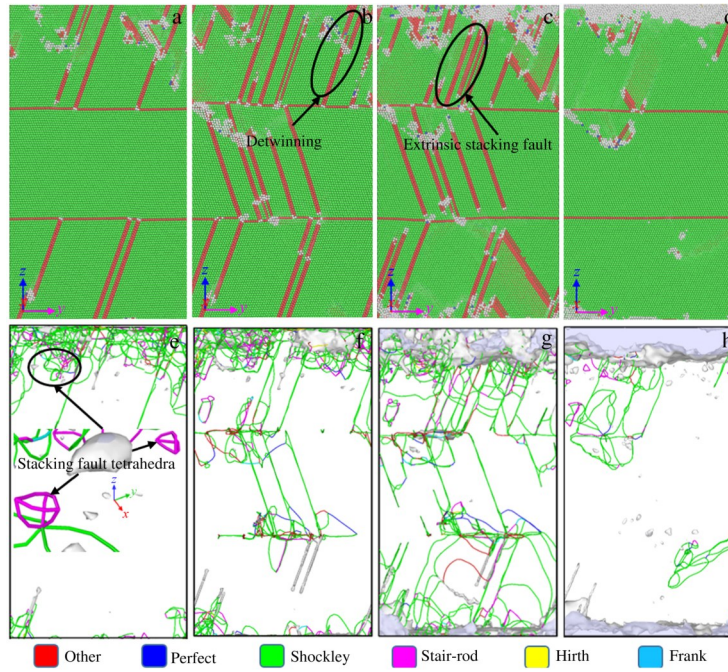 a
b
c
d
Detwinning
Extrinsic stacking fault
z
y
z
y
z
y
z
y
e
f
g
h
Stacking fault tetrahedra
z
y
x
Other
Perfect
Shockley
Stair-rod
Hirth
Frank